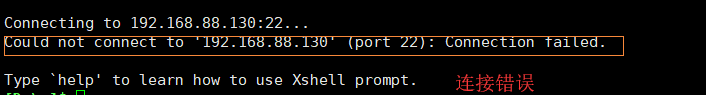 Connecting to 192.168.88.130:22...
Could not connect to '192.168.88.130' (port 22): Connection failed.
Type `help' to learn how to use Xshell prompt.
连接错误